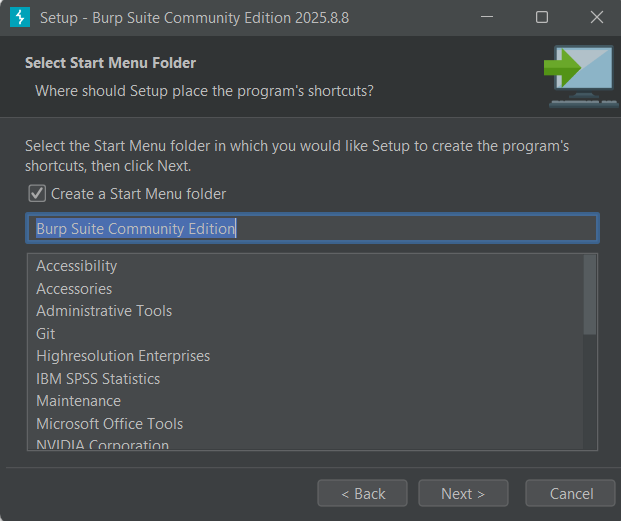 Setup - Burp Suite Community Edition 2025.8.8
Select Start Menu Folder
Where should Setup place the program's shortcuts?
Select the Start Menu folder in which you would like Setup to create the program's
shortcuts, then click Next.
Create a Start Menu folder
Burp Suite Community Edition
Accessibility
Accessories
Administrative Tools
Git
Highresolution Enterprises
IBM SPSS Statistics
Maintenance
Microsoft Office Tools
NVIDIA Corporation
< Back
Next >
Cancel